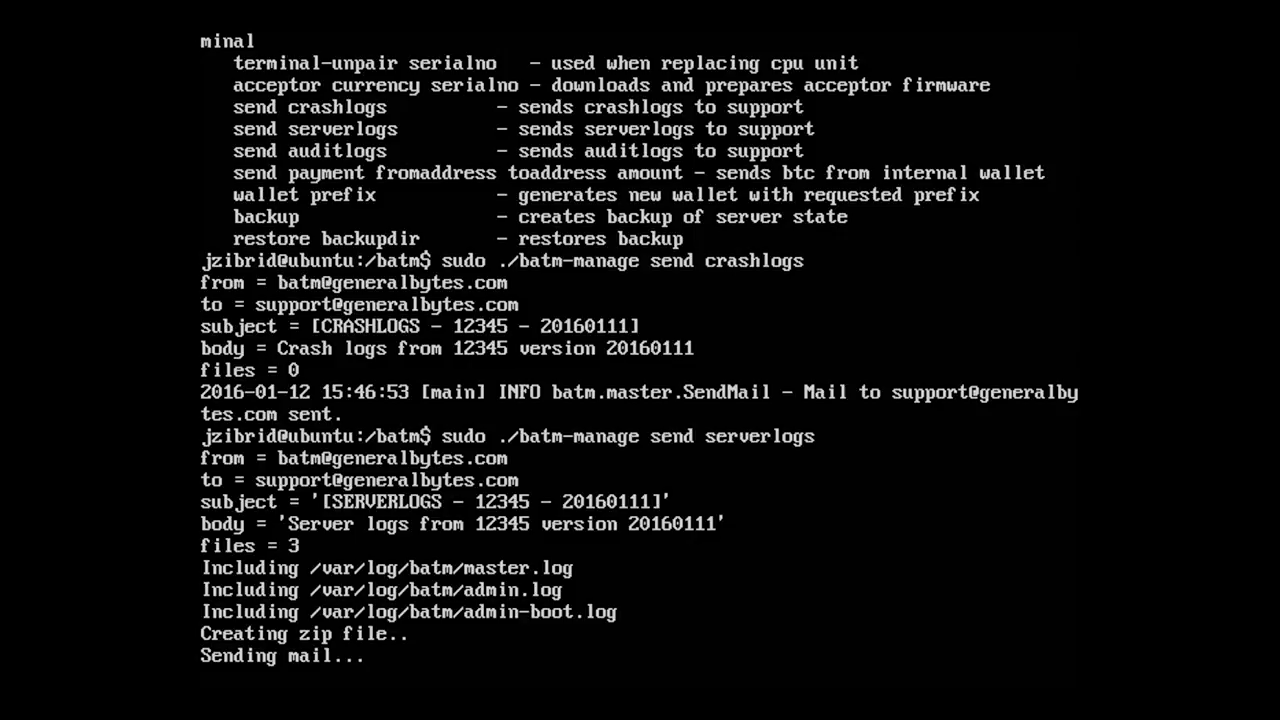 minal
   terminal-unpair serialno   - used when replacing cpu unit
   acceptor currency serialno - downloads and prepares acceptor firmware
   send crashlogs          - sends crashlogs to support
   send serverlogs         - sends serverlogs to support
   send auditlogs          - sends auditlogs to support
   send payment fromaddress toaddress amount - sends btc from internal wallet
   wallet prefix           - generates new wallet with requested prefix
   backup                  - creates backup of server state
   restore backupdir       - restores backup
jzibrid@ubuntu:/batm$ sudo ./batm-manage send crashlogs
from = batm@generalbytes.com
to = support@generalbytes.com
subject = [CRASHLOGS - 12345 - 20160111]
body = Crash logs from 12345 version 20160111
files = 0
2016-01-12 15:46:53 [main] INFO batm.master.SendMail - Mail to support@generalby
tes.com sent.
jzibrid@ubuntu:/batm$ sudo ./batm-manage send serverlogs
from = batm@generalbytes.com
to = support@generalbytes.com
subject = '[SERVERLOGS - 12345 - 20160111]'
body = 'Server logs from 12345 version 20160111'
files = 3
Including /var/log/batm/master.log
Including /var/log/batm/admin.log
Including /var/log/batm/admin-boot.log
Creating zip file..
Sending mail...